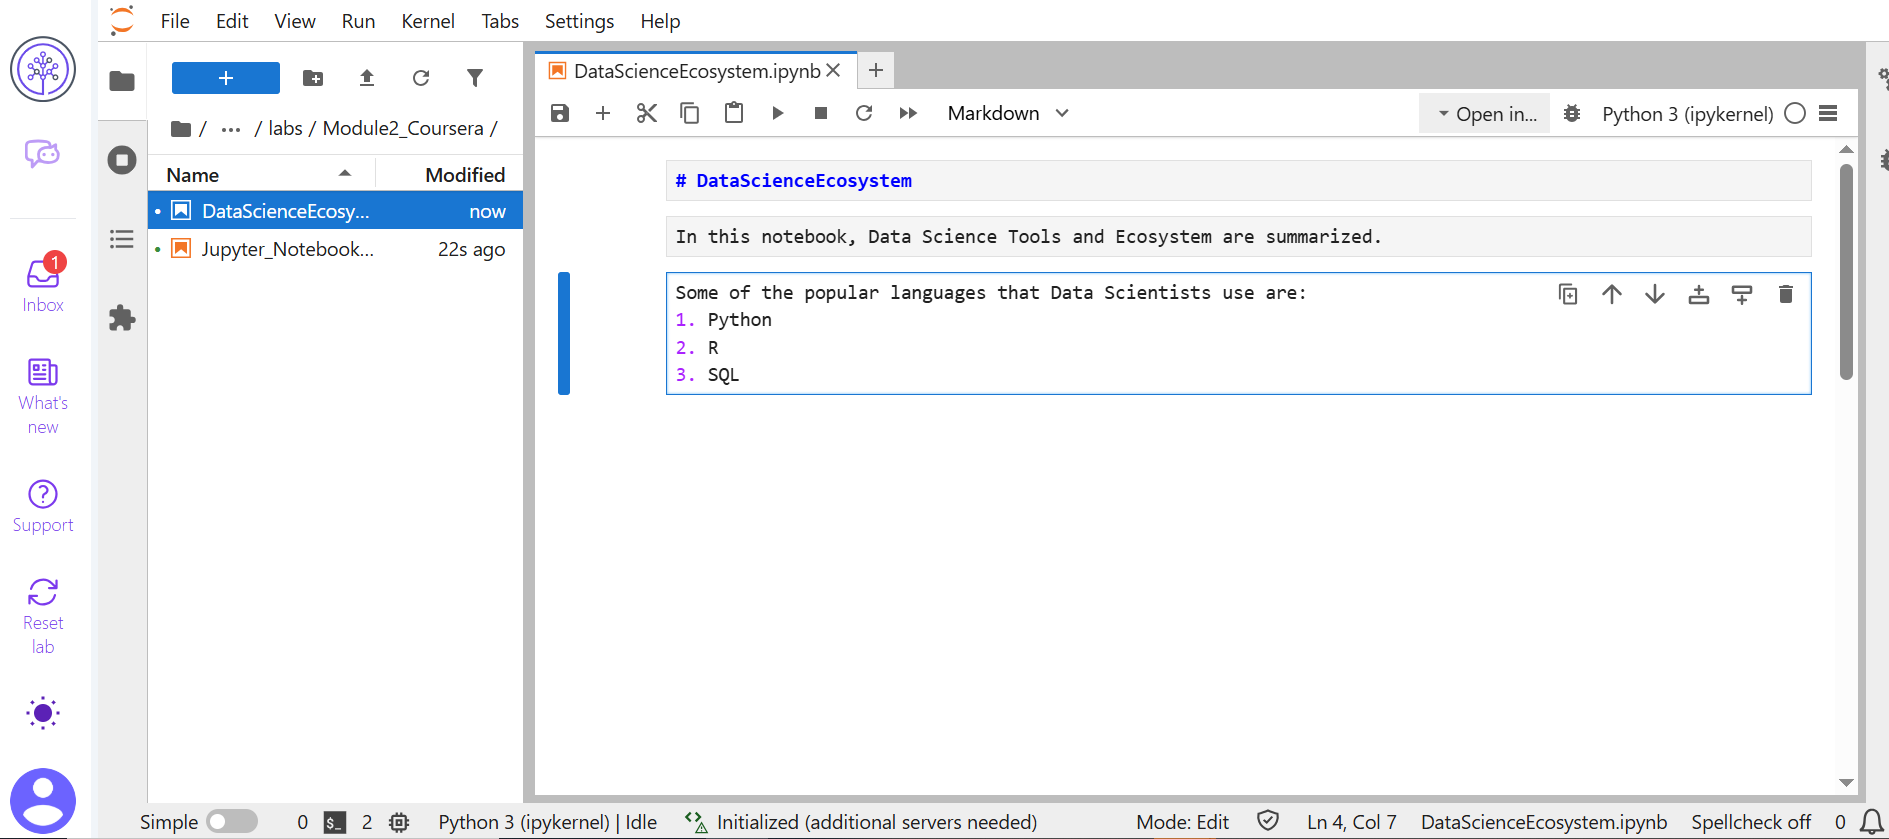 File Edit View Run Kernel Tabs Settings Help
/ ... / labs / Module2_Coursera /
Name Modified
DataScienceEcosy... now
Jupyter_Notebook... 22s ago
1
Inbox
What's
new
Support
Reset
lab
DataScienceEcosystem.ipynb
Markdown Open in... Python 3 (ipykernel)
# DataScienceEcosystem
In this notebook, Data Science Tools and Ecosystem are summarized.
Some of the popular languages that Data Scientists use are:
1. Python
2. R
3. SQL
Simple 0 $_ 2 Python 3 (ipykernel) | Idle Initialized (additional servers needed) Mode: Edit Ln 4, Col 7 DataScienceEcosystem.ipynb Spellcheck off 0